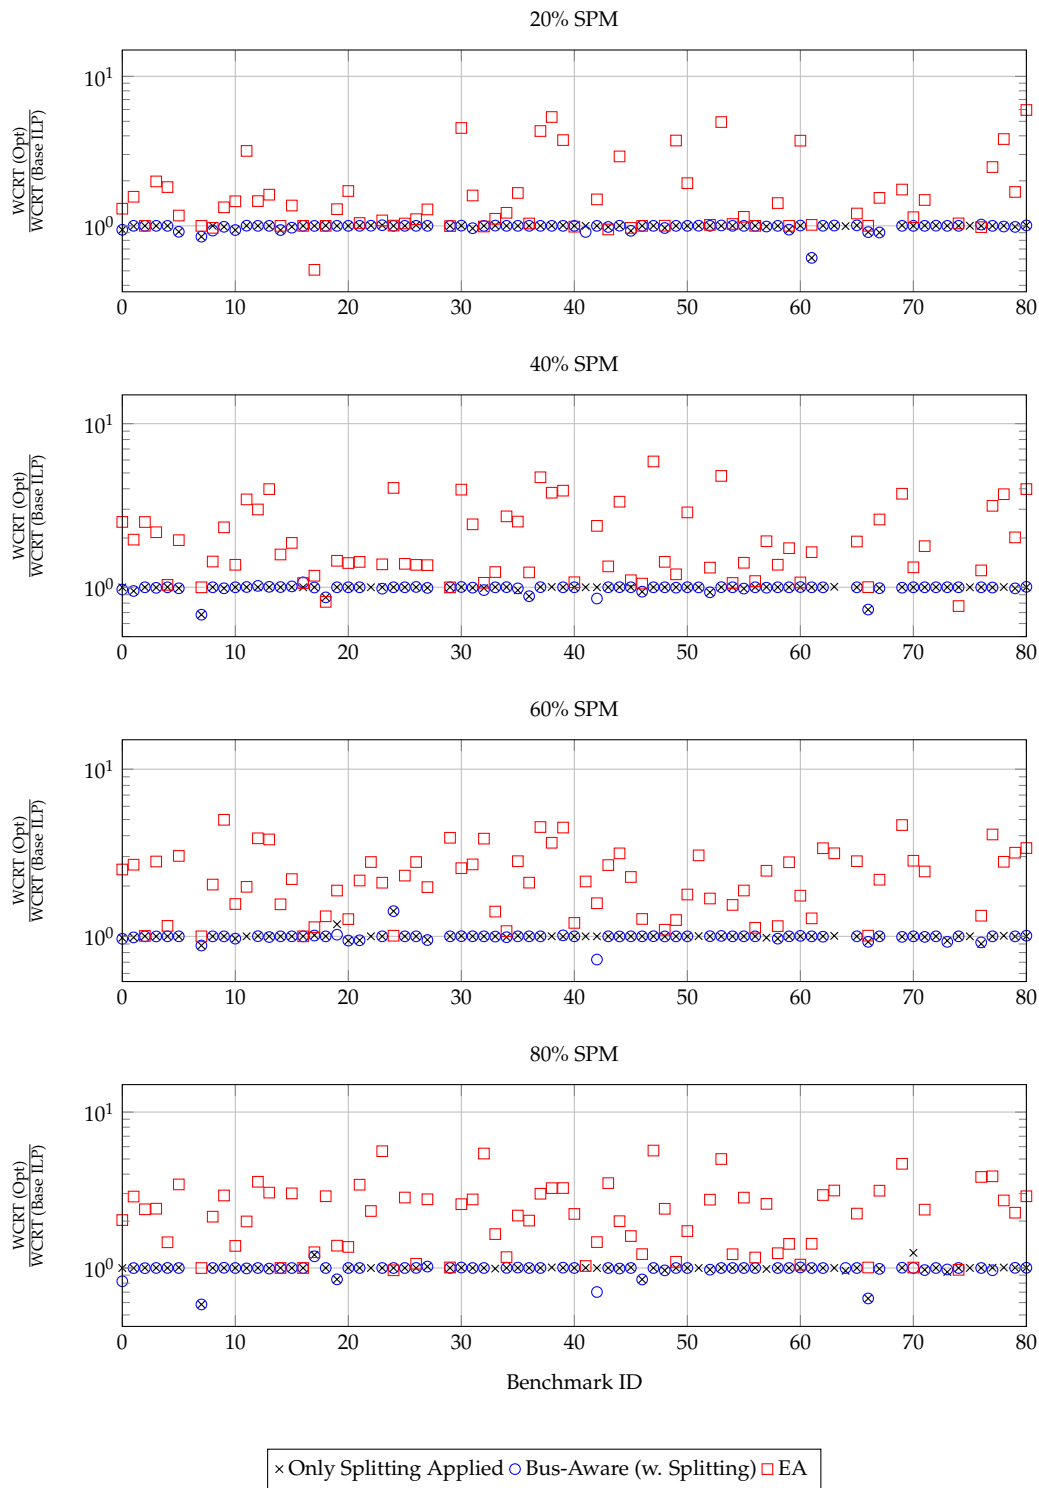 20% SPM
10^1
10^0
WCRT (Opt)
WCRT (Base ILP)
0 10 20 30 40 50 60 70 80
40% SPM
10^1
10^0
WCRT (Opt)
WCRT (Base ILP)
0 10 20 30 40 50 60 70 80
60% SPM
10^1
10^0
WCRT (Opt)
WCRT (Base ILP)
0 10 20 30 40 50 60 70 80
80% SPM
10^1
10^0
WCRT (Opt)
WCRT (Base ILP)
0 10 20 30 40 50 60 70 80
Benchmark ID
Only Splitting Applied Bus-Aware (w. Splitting) EA